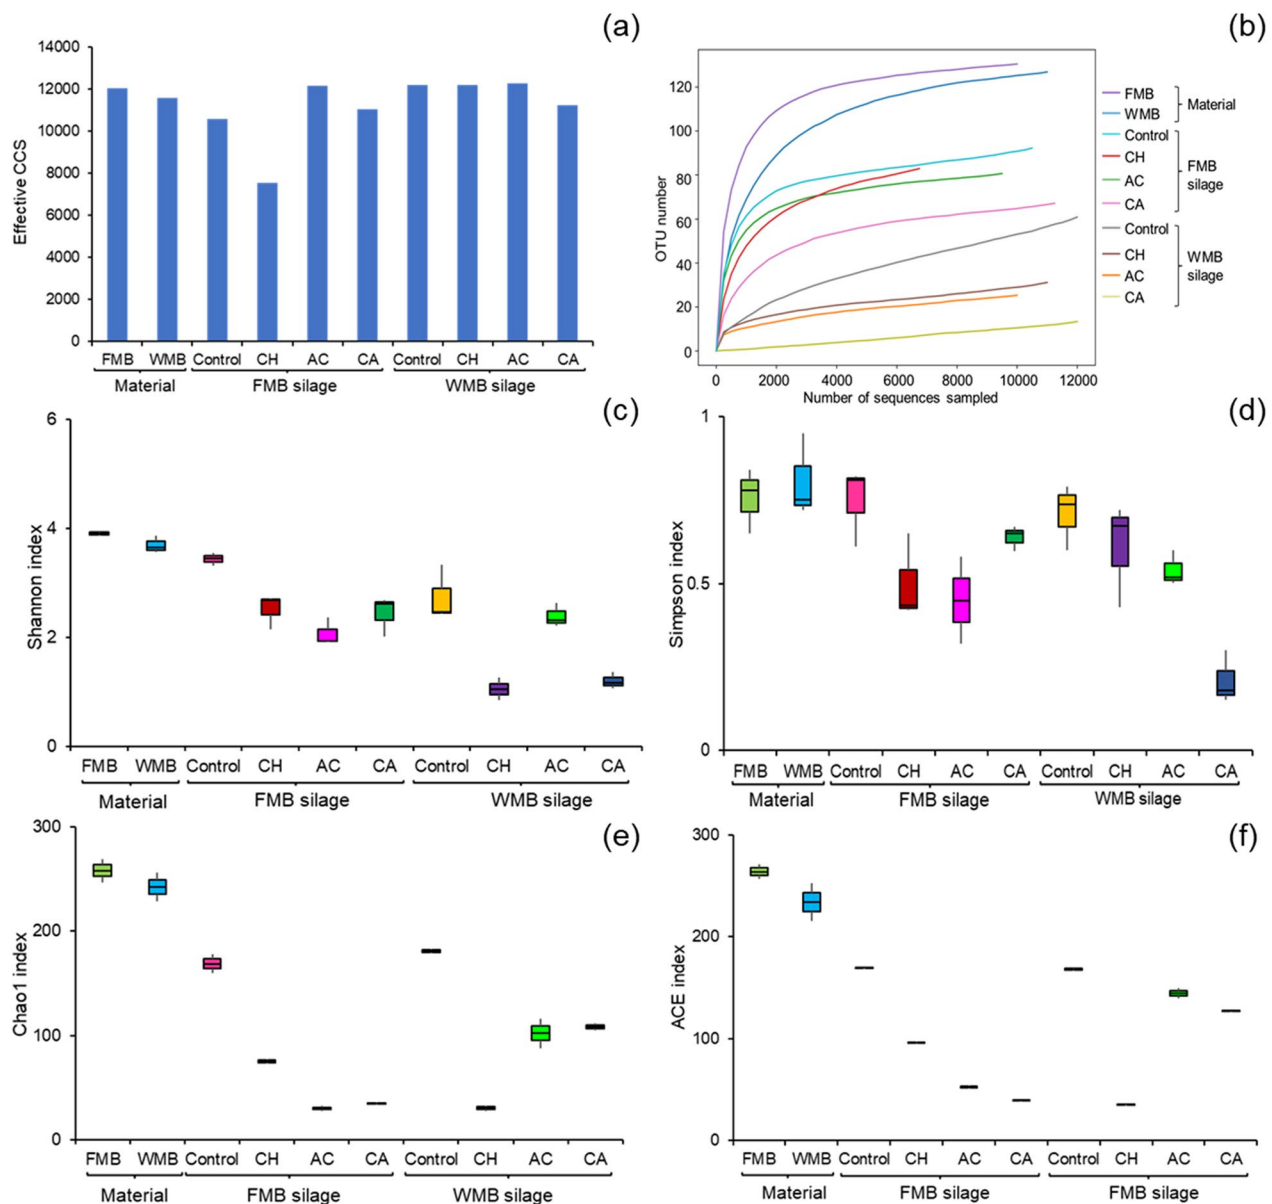 (a)
14000
12000
10000
8000
6000
4000
2000
0
Effective CCS
FMB WMB Control CH AC CA Control CH AC CA
Material FMB silage WMB silage
(b)
120
100
80
60
40
20
0
OTU number
0 2000 4000 6000 8000 10000 12000
Number of sequences sampled
FMB
WMB
Material
Control
CH
AC
CA
FMB
silage
Control
CH
AC
CA
WMB
silage
(c)
6
4
2
0
Shannon index
FMB WMB Control CH AC CA Control CH AC CA
Material FMB silage WMB silage
(d)
1
0.5
0
Simpson index
FMB WMB Control CH AC CA Control CH AC CA
Material FMB silage WMB silage
(e)
300
200
100
0
Chao1 index
FMB WMB Control CH AC CA Control CH AC CA
Material FMB silage WMB silage
(f)
300
200
100
0
ACE index
FMB WMB Control CH AC CA Control CH AC CA
Material FMB silage FMB silage